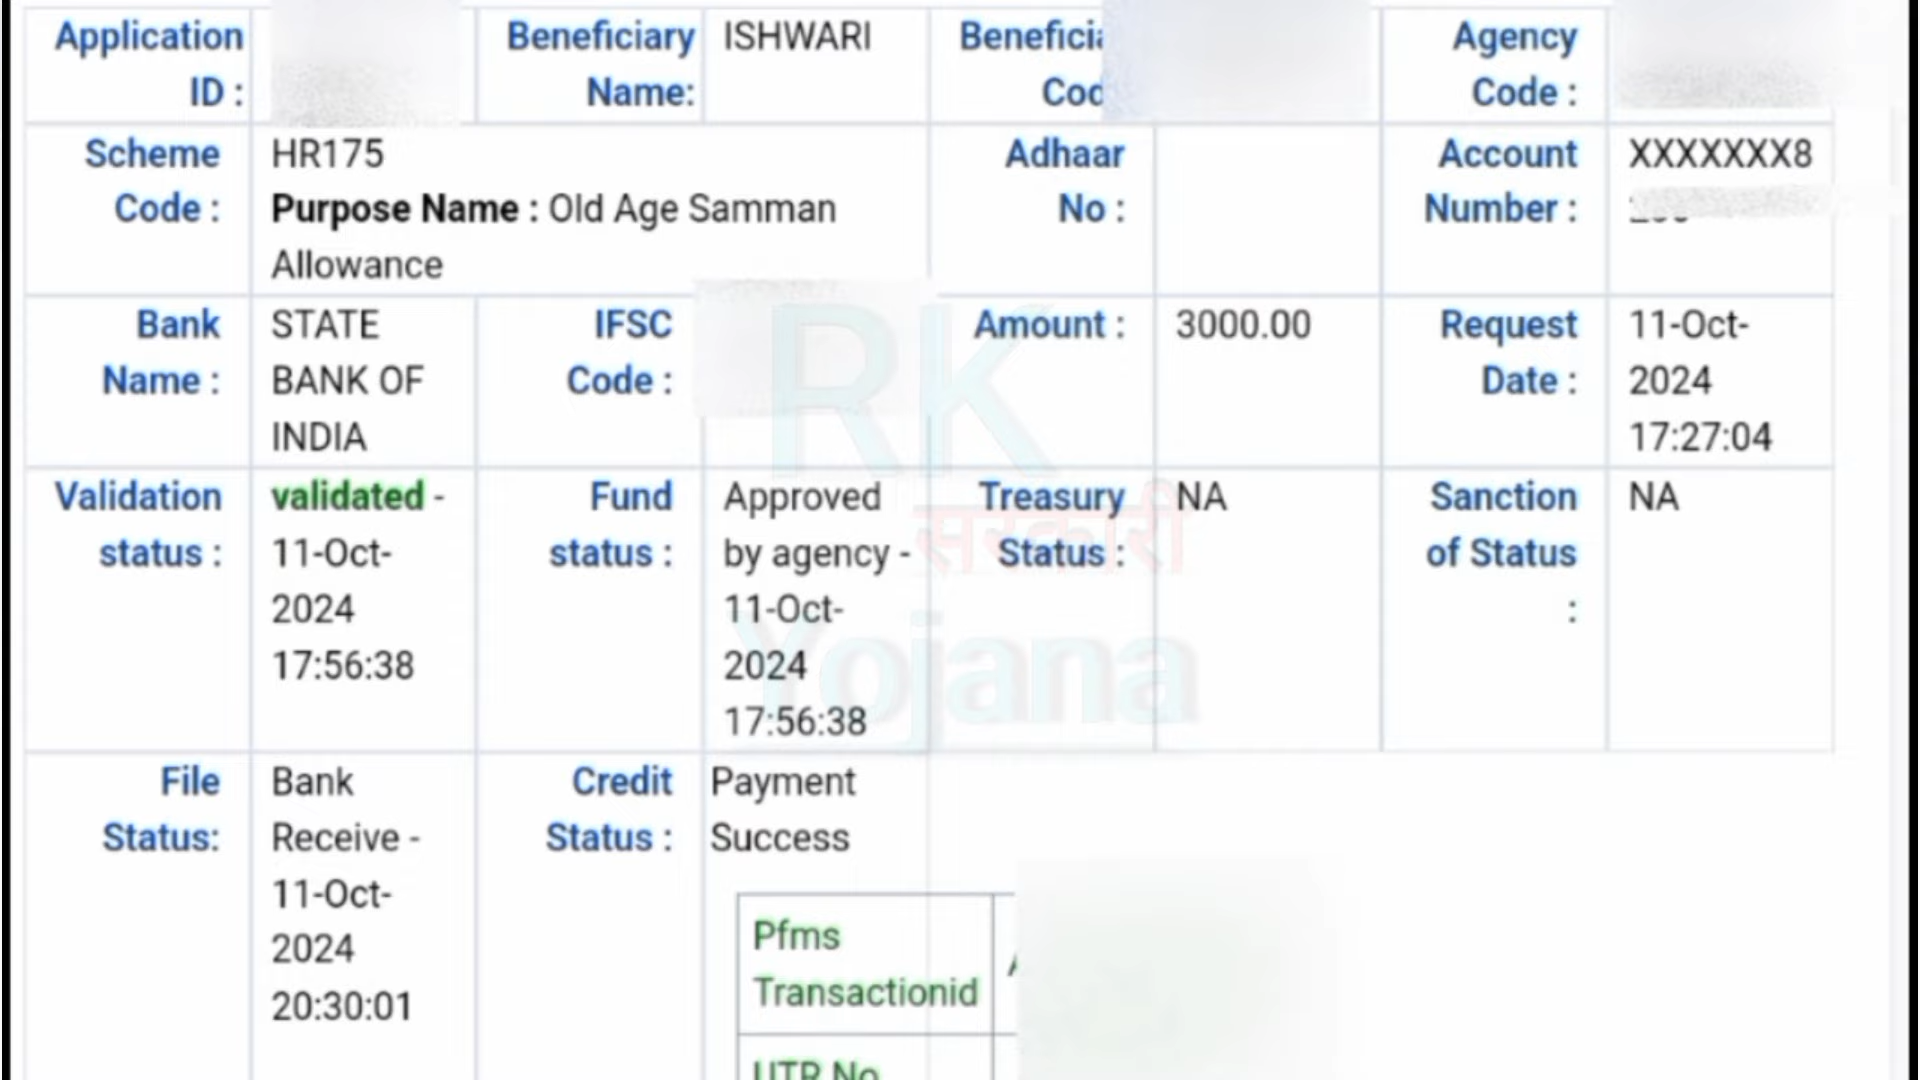 Application ID :
Beneficiary Name:
ISHWARI
Agency Code :
Scheme Code :
HR175
Purpose Name : Old Age Samman
Allowance
Adhaar No :
Account Number :
XXXXXXX8
Bank Name :
STATE
BANK OF
INDIA
IFSC Code :
Amount :
3000.00
Request Date :
11-Oct-
2024
17:27:04
Validation status :
validated -
11-Oct-
2024
17:56:38
Fund status :
Approved
by agency -
11-Oct-
2024
17:56:38
Treasury Status :
NA
Sanction of Status :
NA
File Status:
Bank
Receive -
11-Oct-
2024
20:30:01
Credit Status :
Payment
Success
Pfms
Transactionid
UTR No
RK
सरकारी
Yojana